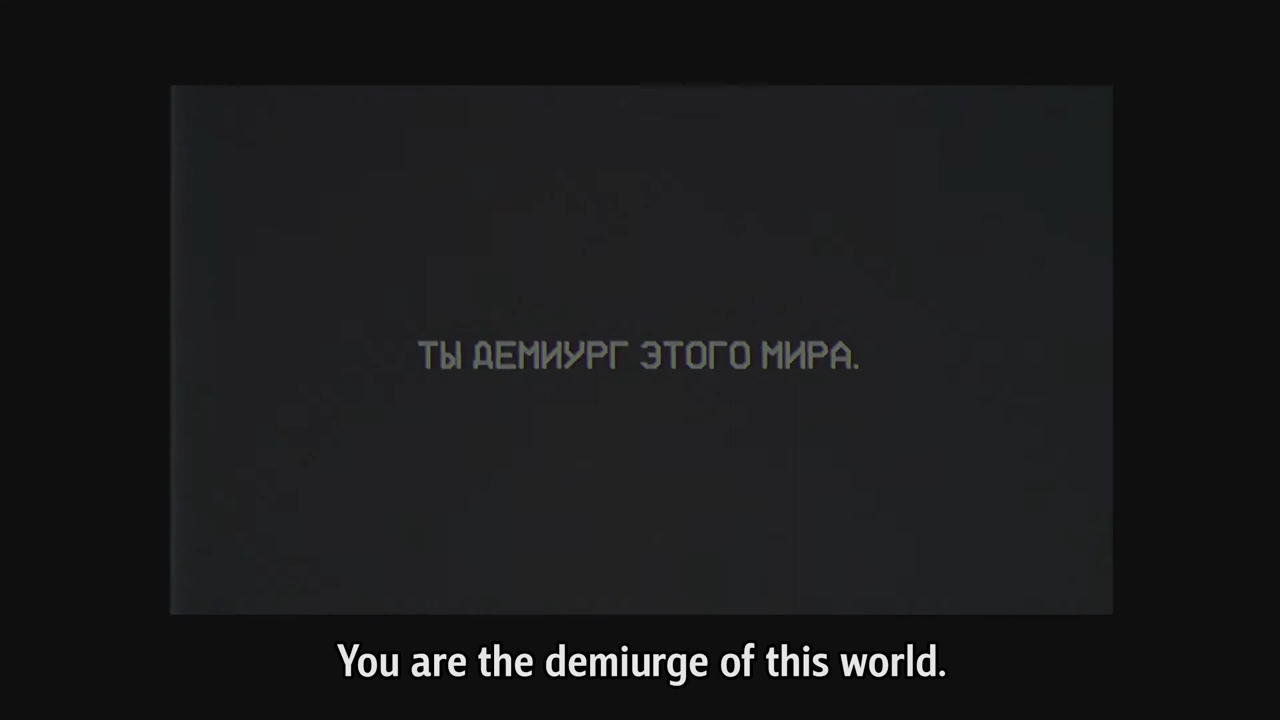 ТЫ ДЕМИУРГ ЭТОГО МИРА.
You are the demiurge of this world.